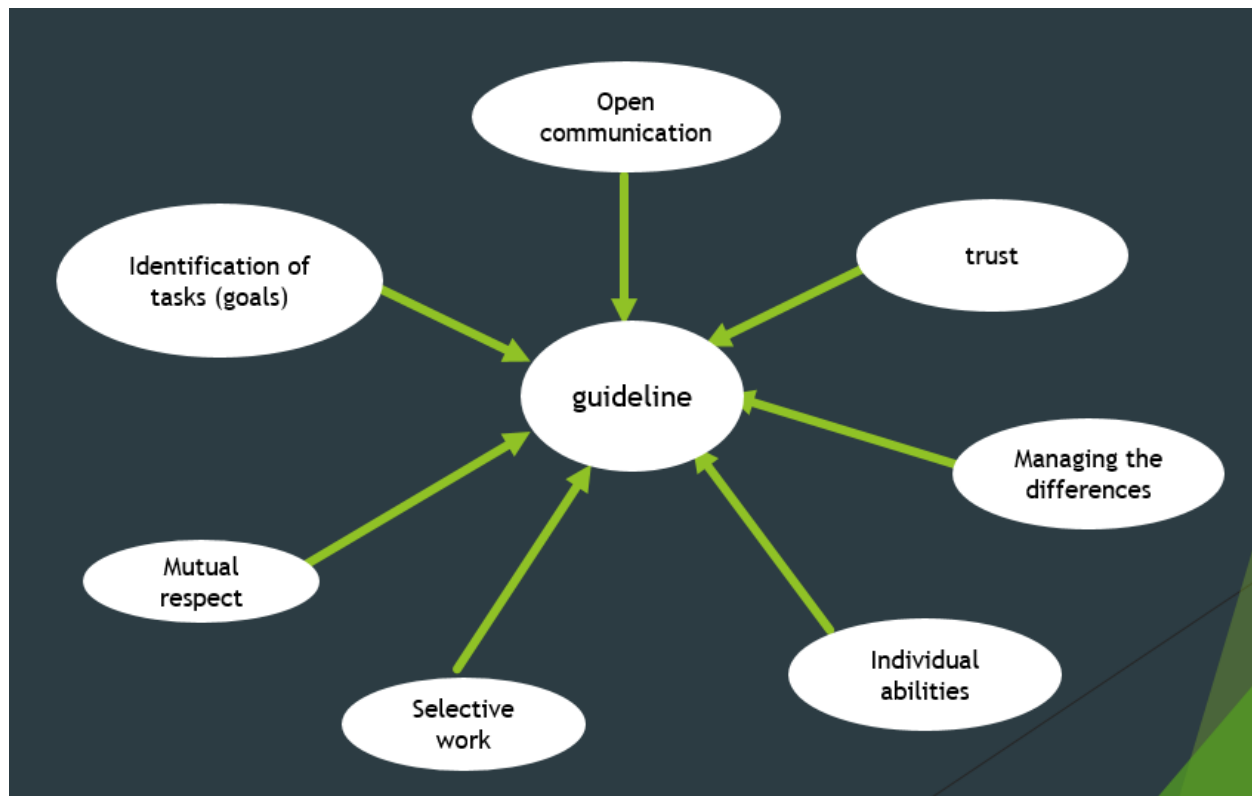 Open
communication
trust
Identification of
tasks (goals)
guideline
Managing the
differences
Mutual
respect
Individual
abilities
Selective
work